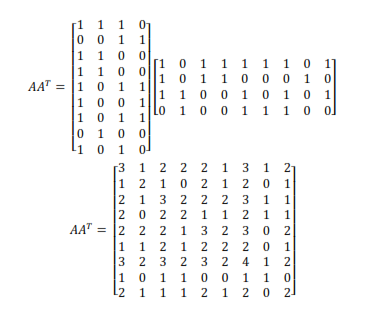 AAᵀ =
1 1 1 0
0 0 1 1
1 1 0 0
1 1 0 0
1 0 1 1
1 0 0 1
1 0 1 1
0 1 0 0
1 0 1 0
1 0 1 1 1 1 1 0 1
1 0 1 1 0 0 0 1 0
1 1 0 0 1 0 1 0 1
0 1 0 0 1 1 1 0 0
AAᵀ =
3 1 2 2 2 1 3 1 2
1 2 1 0 2 1 2 0 1
2 1 3 2 2 2 3 1 1
2 0 2 2 1 1 2 1 1
2 2 2 1 3 2 3 0 2
1 1 2 1 2 2 2 0 1
3 2 3 2 3 2 4 1 2
1 0 1 1 0 0 1 1 0
2 1 1 1 2 1 2 0 2